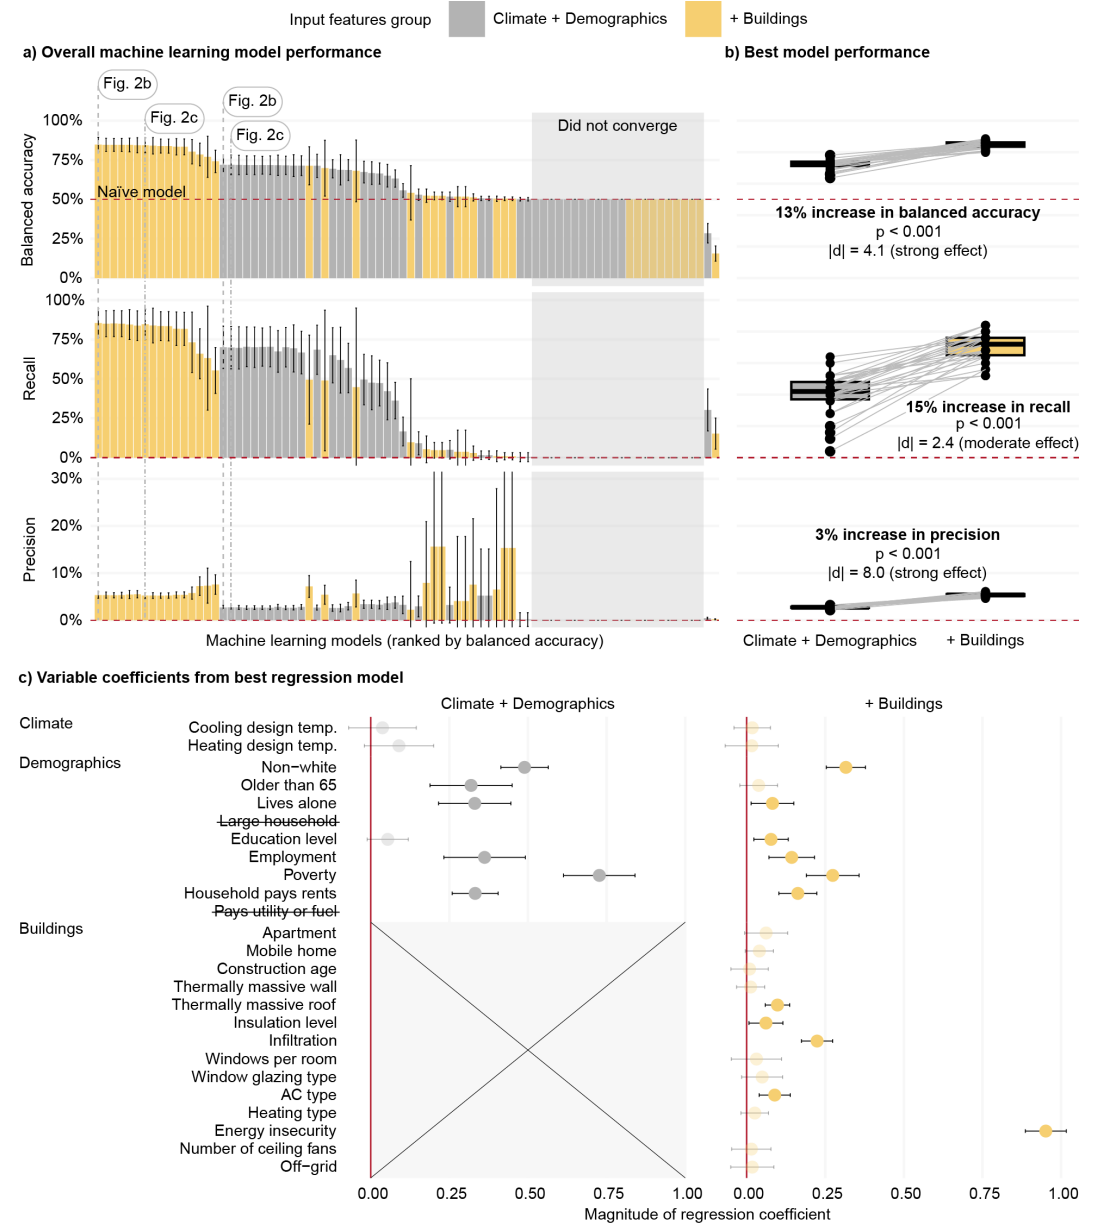 Input features group
Climate + Demographics
+ Buildings
a) Overall machine learning model performance
b) Best model performance
Fig. 2b
Fig. 2c
Fig. 2b
Fig. 2c
Balanced accuracy
100%
75%
50%
25%
0%
Naïve model
Did not converge
13% increase in balanced accuracy
p < 0.001
|d| = 4.1 (strong effect)
Recall
100%
75%
50%
25%
0%
15% increase in recall
p < 0.001
|d| = 2.4 (moderate effect)
Precision
30%
20%
10%
0%
3% increase in precision
p < 0.001
|d| = 8.0 (strong effect)
Machine learning models (ranked by balanced accuracy)
Climate + Demographics
+ Buildings
c) Variable coefficients from best regression model
Climate + Demographics
+ Buildings
Climate
Cooling design temp.
Heating design temp.
Demographics
Non−white
Older than 65
Lives alone
Large household
Education level
Employment
Poverty
Household pays rents
Pays utility or fuel
Buildings
Apartment
Mobile home
Construction age
Thermally massive wall
Thermally massive roof
Insulation level
Infiltration
Windows per room
Window glazing type
AC type
Heating type
Energy insecurity
Number of ceiling fans
Off−grid
0.00 0.25 0.50 0.75 1.00
0.00 0.25 0.50 0.75 1.00
Magnitude of regression coefficient